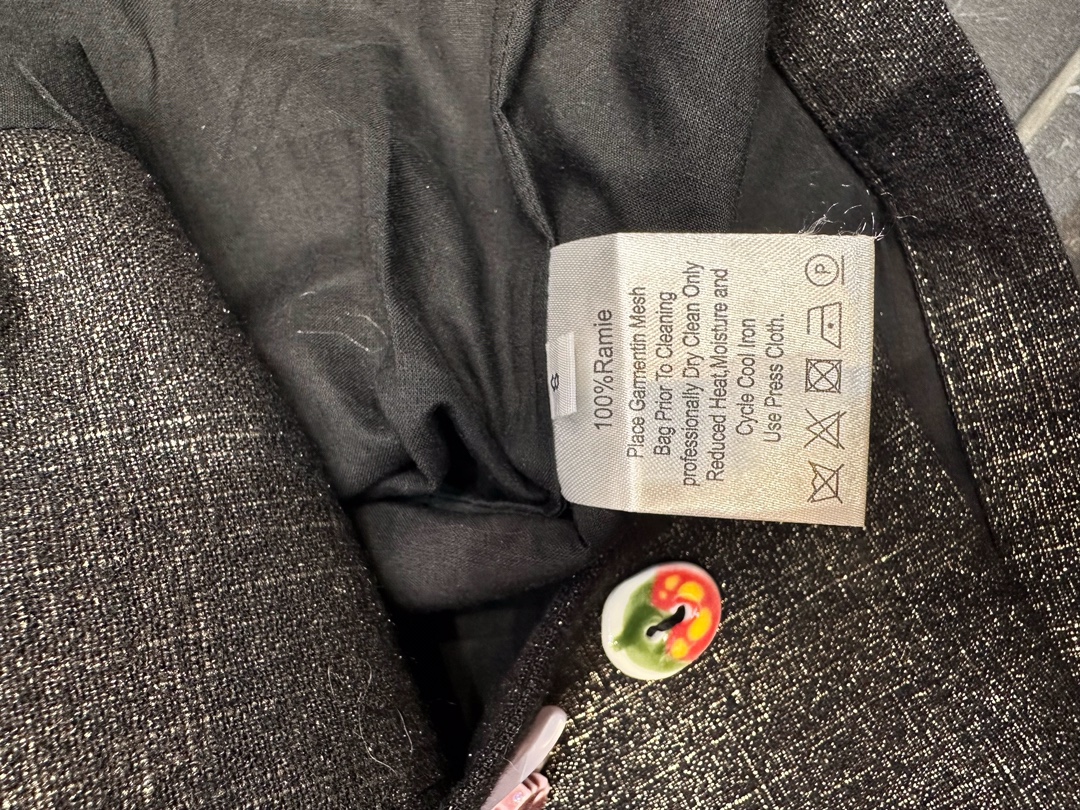 8
100%Ramie
Place Garmentin Mesh
Bag Prior To Cleaning
professionally Dry Clean Only
Reduced Heat,Moisture and
Cycle Cool Iron
Use Press Cloth.
P